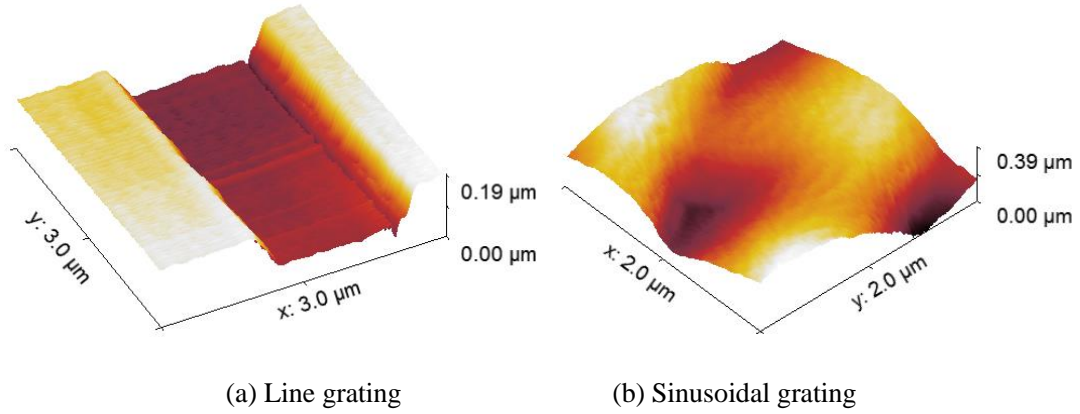 0.19 µm
0.00 µm
y: 3.0 µm
x: 3.0 µm
0.39 µm
0.00 µm
x: 2.0 µm
y: 2.0 µm
(a) Line grating
(b) Sinusoidal grating